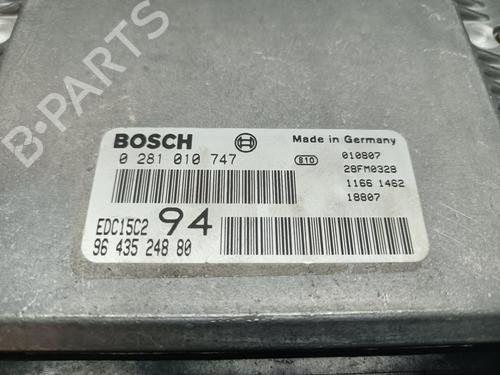 BOSCH
Made in Germany
0 281 010 747
810
010807
28FM0328
1166 1462
18807
EDC15C2
94
96 435 248 80
B-PARTS